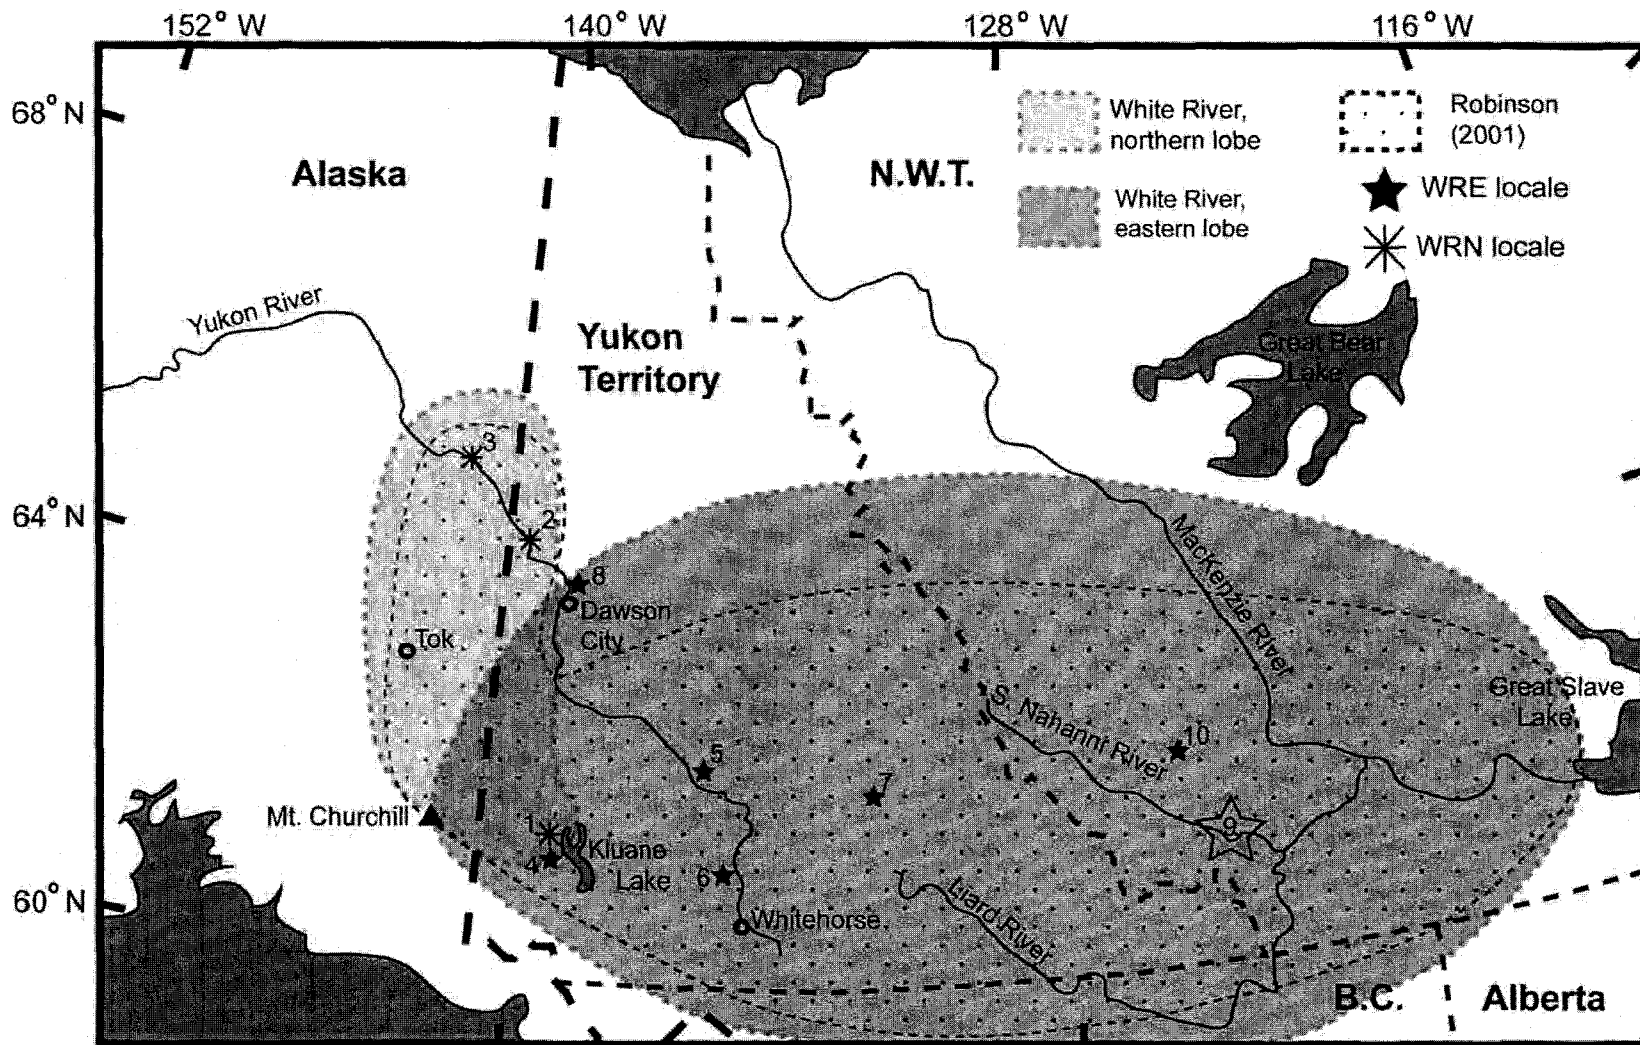 152° W 140° W 128° W 116° W
68° N
64° N
60° N
White River,
northern lobe
White River,
eastern lobe
Robinson
(2001)
WRE locale
WRN locale
Alaska
N.W.T.
Yukon River
Yukon
Territory
Great Bear
Lake
3
2
8
Dawson
City
Tok
MacKenzie River
Great Slave
Lake
S. Nahanni River
10
5
7
9
Mt. Churchill
1
4
Kluane
Lake
6
Whitehorse
Liard River
B.C.
Alberta